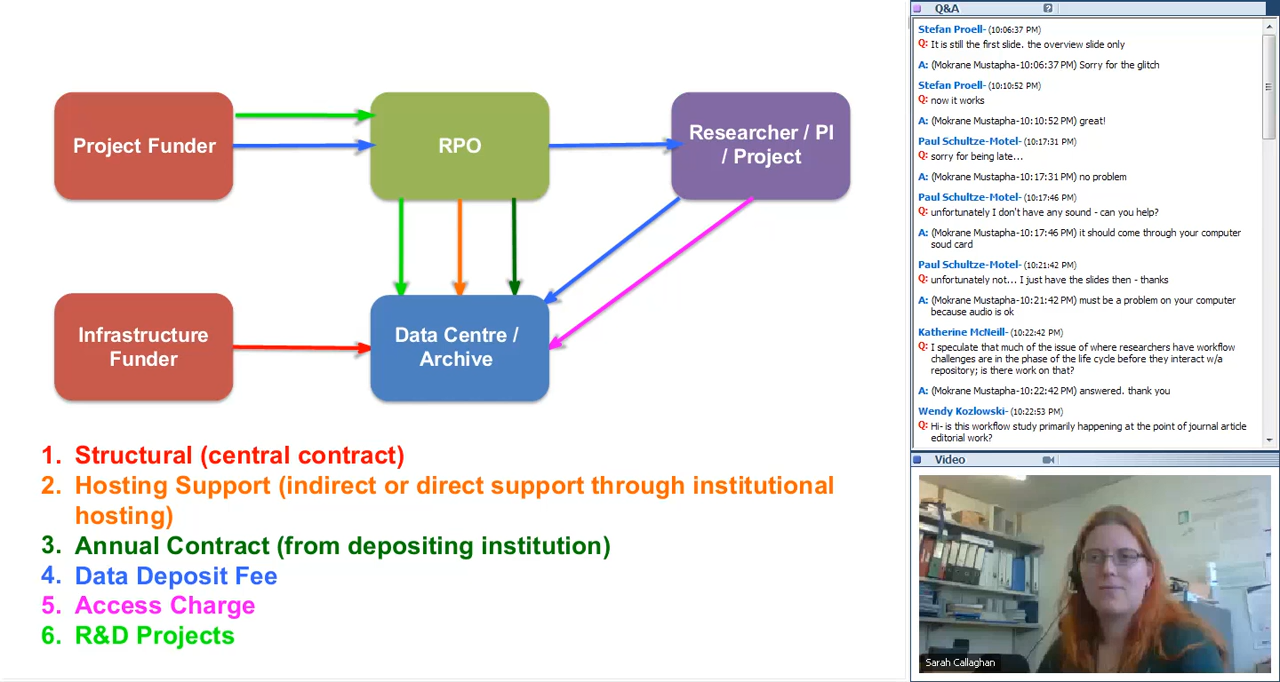 Project Funder
RPO
Researcher / PI
/ Project
Infrastructure
Funder
Data Centre /
Archive
1. Structural (central contract)
2. Hosting Support (indirect or direct support through institutional
hosting)
3. Annual Contract (from depositing institution)
4. Data Deposit Fee
5. Access Charge
6. R&D Projects
Q&A
Stefan Proell- (10:06:37 PM)
Q: It is still the first slide. the overview slide only
A: (Mokrane Mustapha-10:06:37 PM) Sorry for the glitch
Stefan Proell- (10:10:52 PM)
Q: now it works
A: (Mokrane Mustapha-10:10:52 PM) great!
Paul Schultze-Motel- (10:17:31 PM)
Q: sorry for being late...
A: (Mokrane Mustapha-10:17:31 PM) no problem
Paul Schultze-Motel- (10:17:46 PM)
Q: unfortunately I don't have any sound - can you help?
A: (Mokrane Mustapha-10:17:46 PM) it should come through your computer
soud card
Paul Schultze-Motel- (10:21:42 PM)
Q: unfortunately not... I just have the slides then - thanks
A: (Mokrane Mustapha-10:21:42 PM) must be a problem on your computer
because audio is ok
Katherine McNeill- (10:22:42 PM)
Q: I speculate that much of the issue of where researchers have workflow
challenges are in the phase of the life cycle before they interact w/a
repository; is there work on that?
A: (Mokrane Mustapha-10:22:42 PM) answered. thank you
Wendy Kozlowski- (10:22:53 PM)
Q: Hi- is this workflow study primarily happening at the point of journal article
editorial work?
Video
Sarah Callaghan